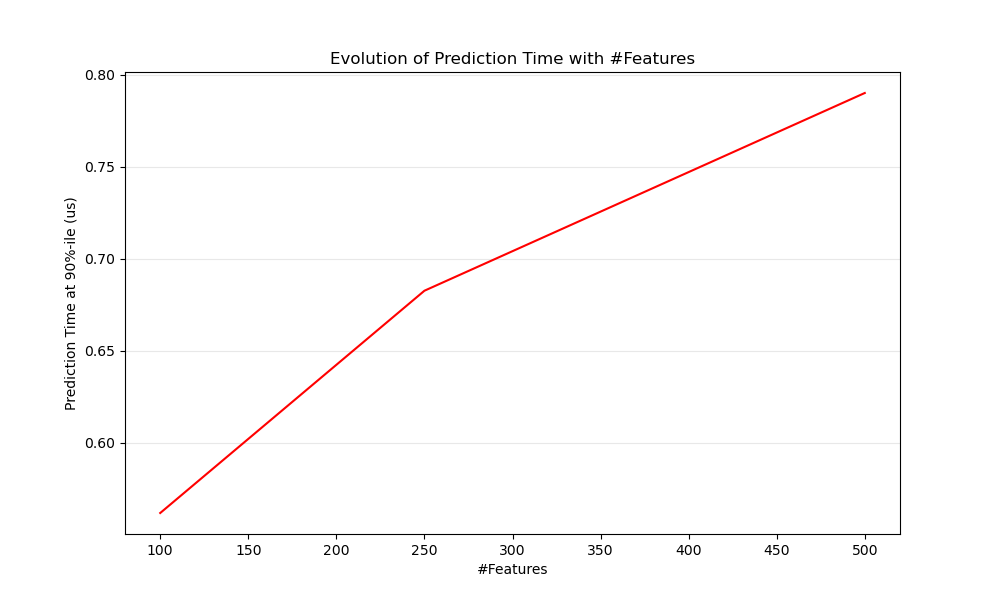 Evolution of Prediction Time with #Features
Prediction Time at 90%-ile (us)
0.80
0.75
0.70
0.65
0.60
100 150 200 250 300 350 400 450 500
#Features